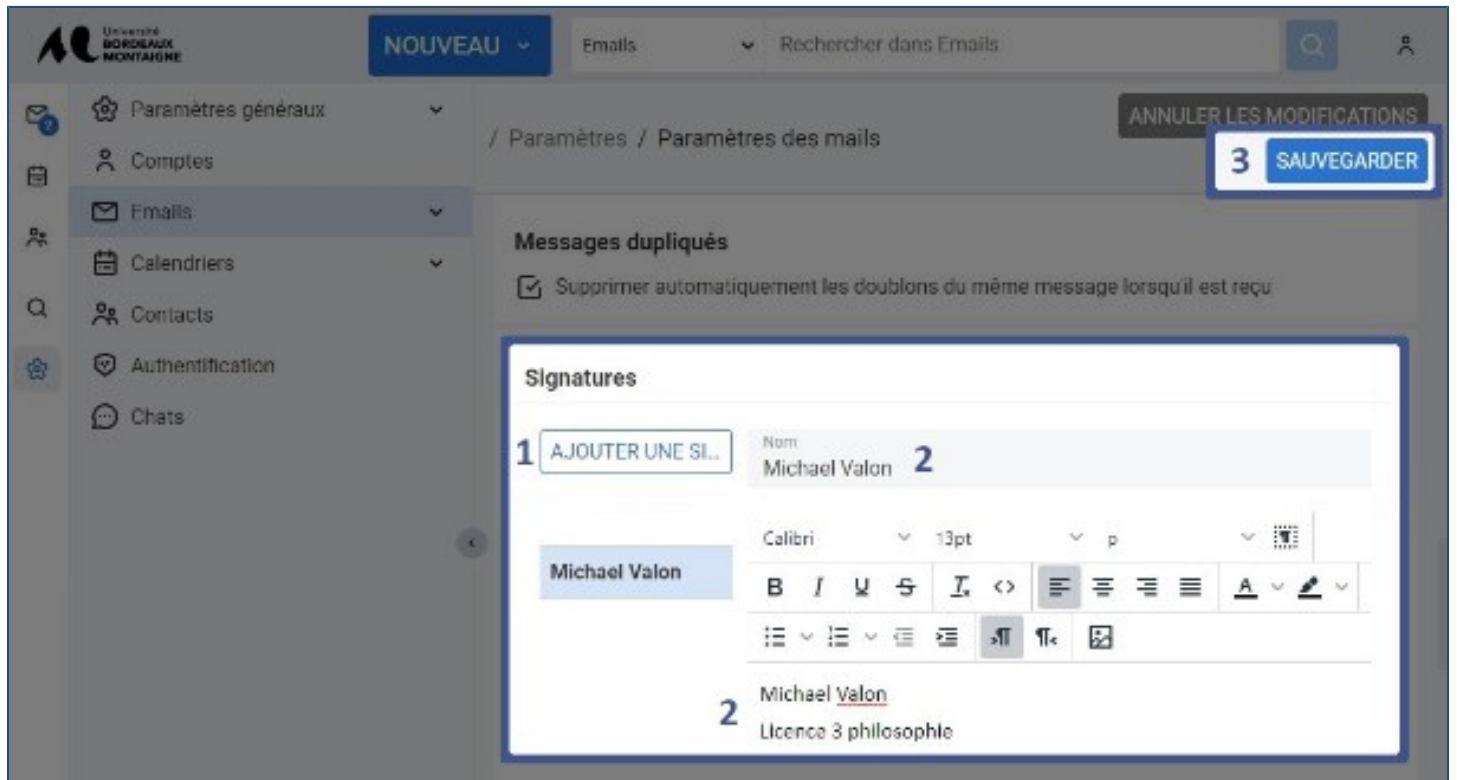 Université
BORDEAUX
MONTAIGNE
NOUVEAU
Emails
Rechercher dans Emails
2
Paramètres généraux
Comptes
Emails
Calendriers
Contacts
Authentification
Chats
/ Paramètres / Paramètres des mails
ANNULER LES MODIFICATIONS
3 SAUVEGARDER
Messages dupliqués
Supprimer automatiquement les doublons du même message lorsqu'il est reçu
Signatures
1 AJOUTER UNE SI...
Nom
Michael Valon 2
Michael Valon
Calibri 13pt p
B I U S
A
2
Michael Valon
Licence 3 philosophie